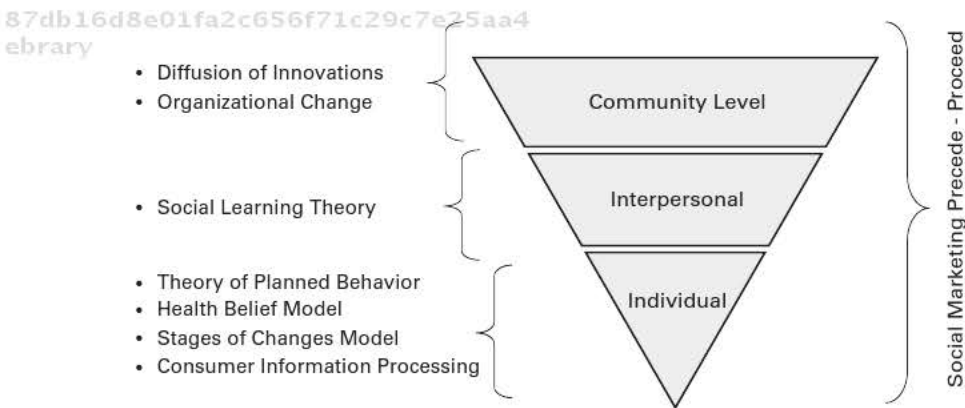 87db16d8e01fa2c656f71c29c7e25aa4
ebrary
• Diffusion of Innovations
• Organizational Change
Community Level
• Social Learning Theory
Interpersonal
• Theory of Planned Behavior
• Health Belief Model
• Stages of Changes Model
• Consumer Information Processing
Individual
Social Marketing Precede - Proceed